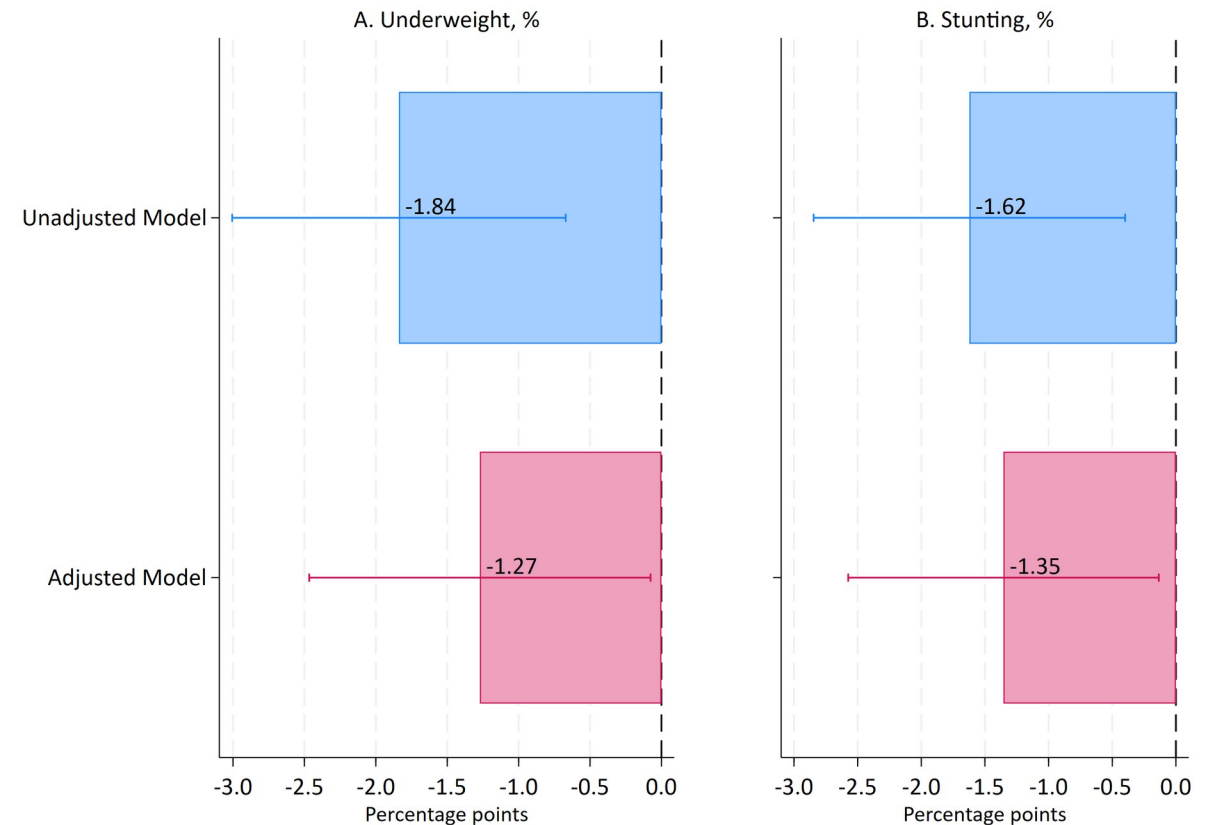 A. Underweight, %
B. Stunting, %
Unadjusted Model
-1.84
-1.62
Adjusted Model
-1.27
-1.35
-3.0 -2.5 -2.0 -1.5 -1.0 -0.5 0.0
-3.0 -2.5 -2.0 -1.5 -1.0 -0.5 0.0
Percentage points
Percentage points